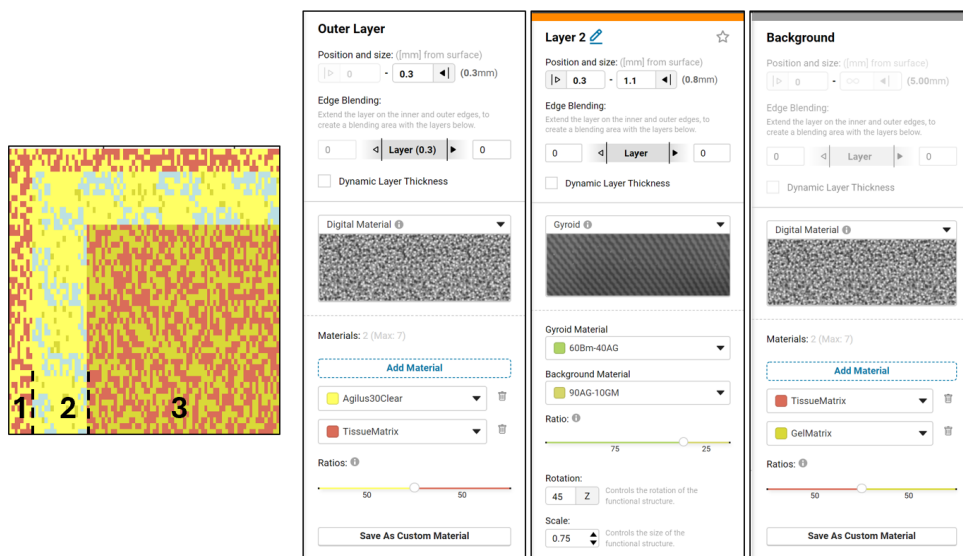 1
2
3
Outer Layer
Position and size: ([mm] from surface)
0 - 0.3 (0.3mm)
Edge Blending:
Extend the layer on the inner and outer edges, to
create a blending area with the layers below.
0 Layer (0.3) 0
Dynamic Layer Thickness
Digital Material
Materials: 2 (Max: 7)
Add Material
Agilus30Clear
TissueMatrix
Ratios:
50 50
Save As Custom Material
Layer 2
Position and size: ([mm] from surface)
0.3 - 1.1 (0.8mm)
Edge Blending:
Extend the layer on the inner and outer edges, to
create a blending area with the layers below.
0 Layer 0
Dynamic Layer Thickness
Gyroid
Gyroid Material
60Bm-40AG
Background Material
90AG-10GM
Ratio:
75 25
Rotation:
45 Z Controls the rotation of the
functional structure.
Scale:
0.75 Controls the size of the
functional structure.
Background
Position and size: ([mm] from surface)
0 - ∞ (5.00mm)
Edge Blending:
Extend the layer on the inner and outer edges, to
create a blending area with the layers below.
0 Layer 0
Dynamic Layer Thickness
Digital Material
Materials: 2 (Max: 7)
Add Material
TissueMatrix
GelMatrix
Ratios:
50 50
Save As Custom Material